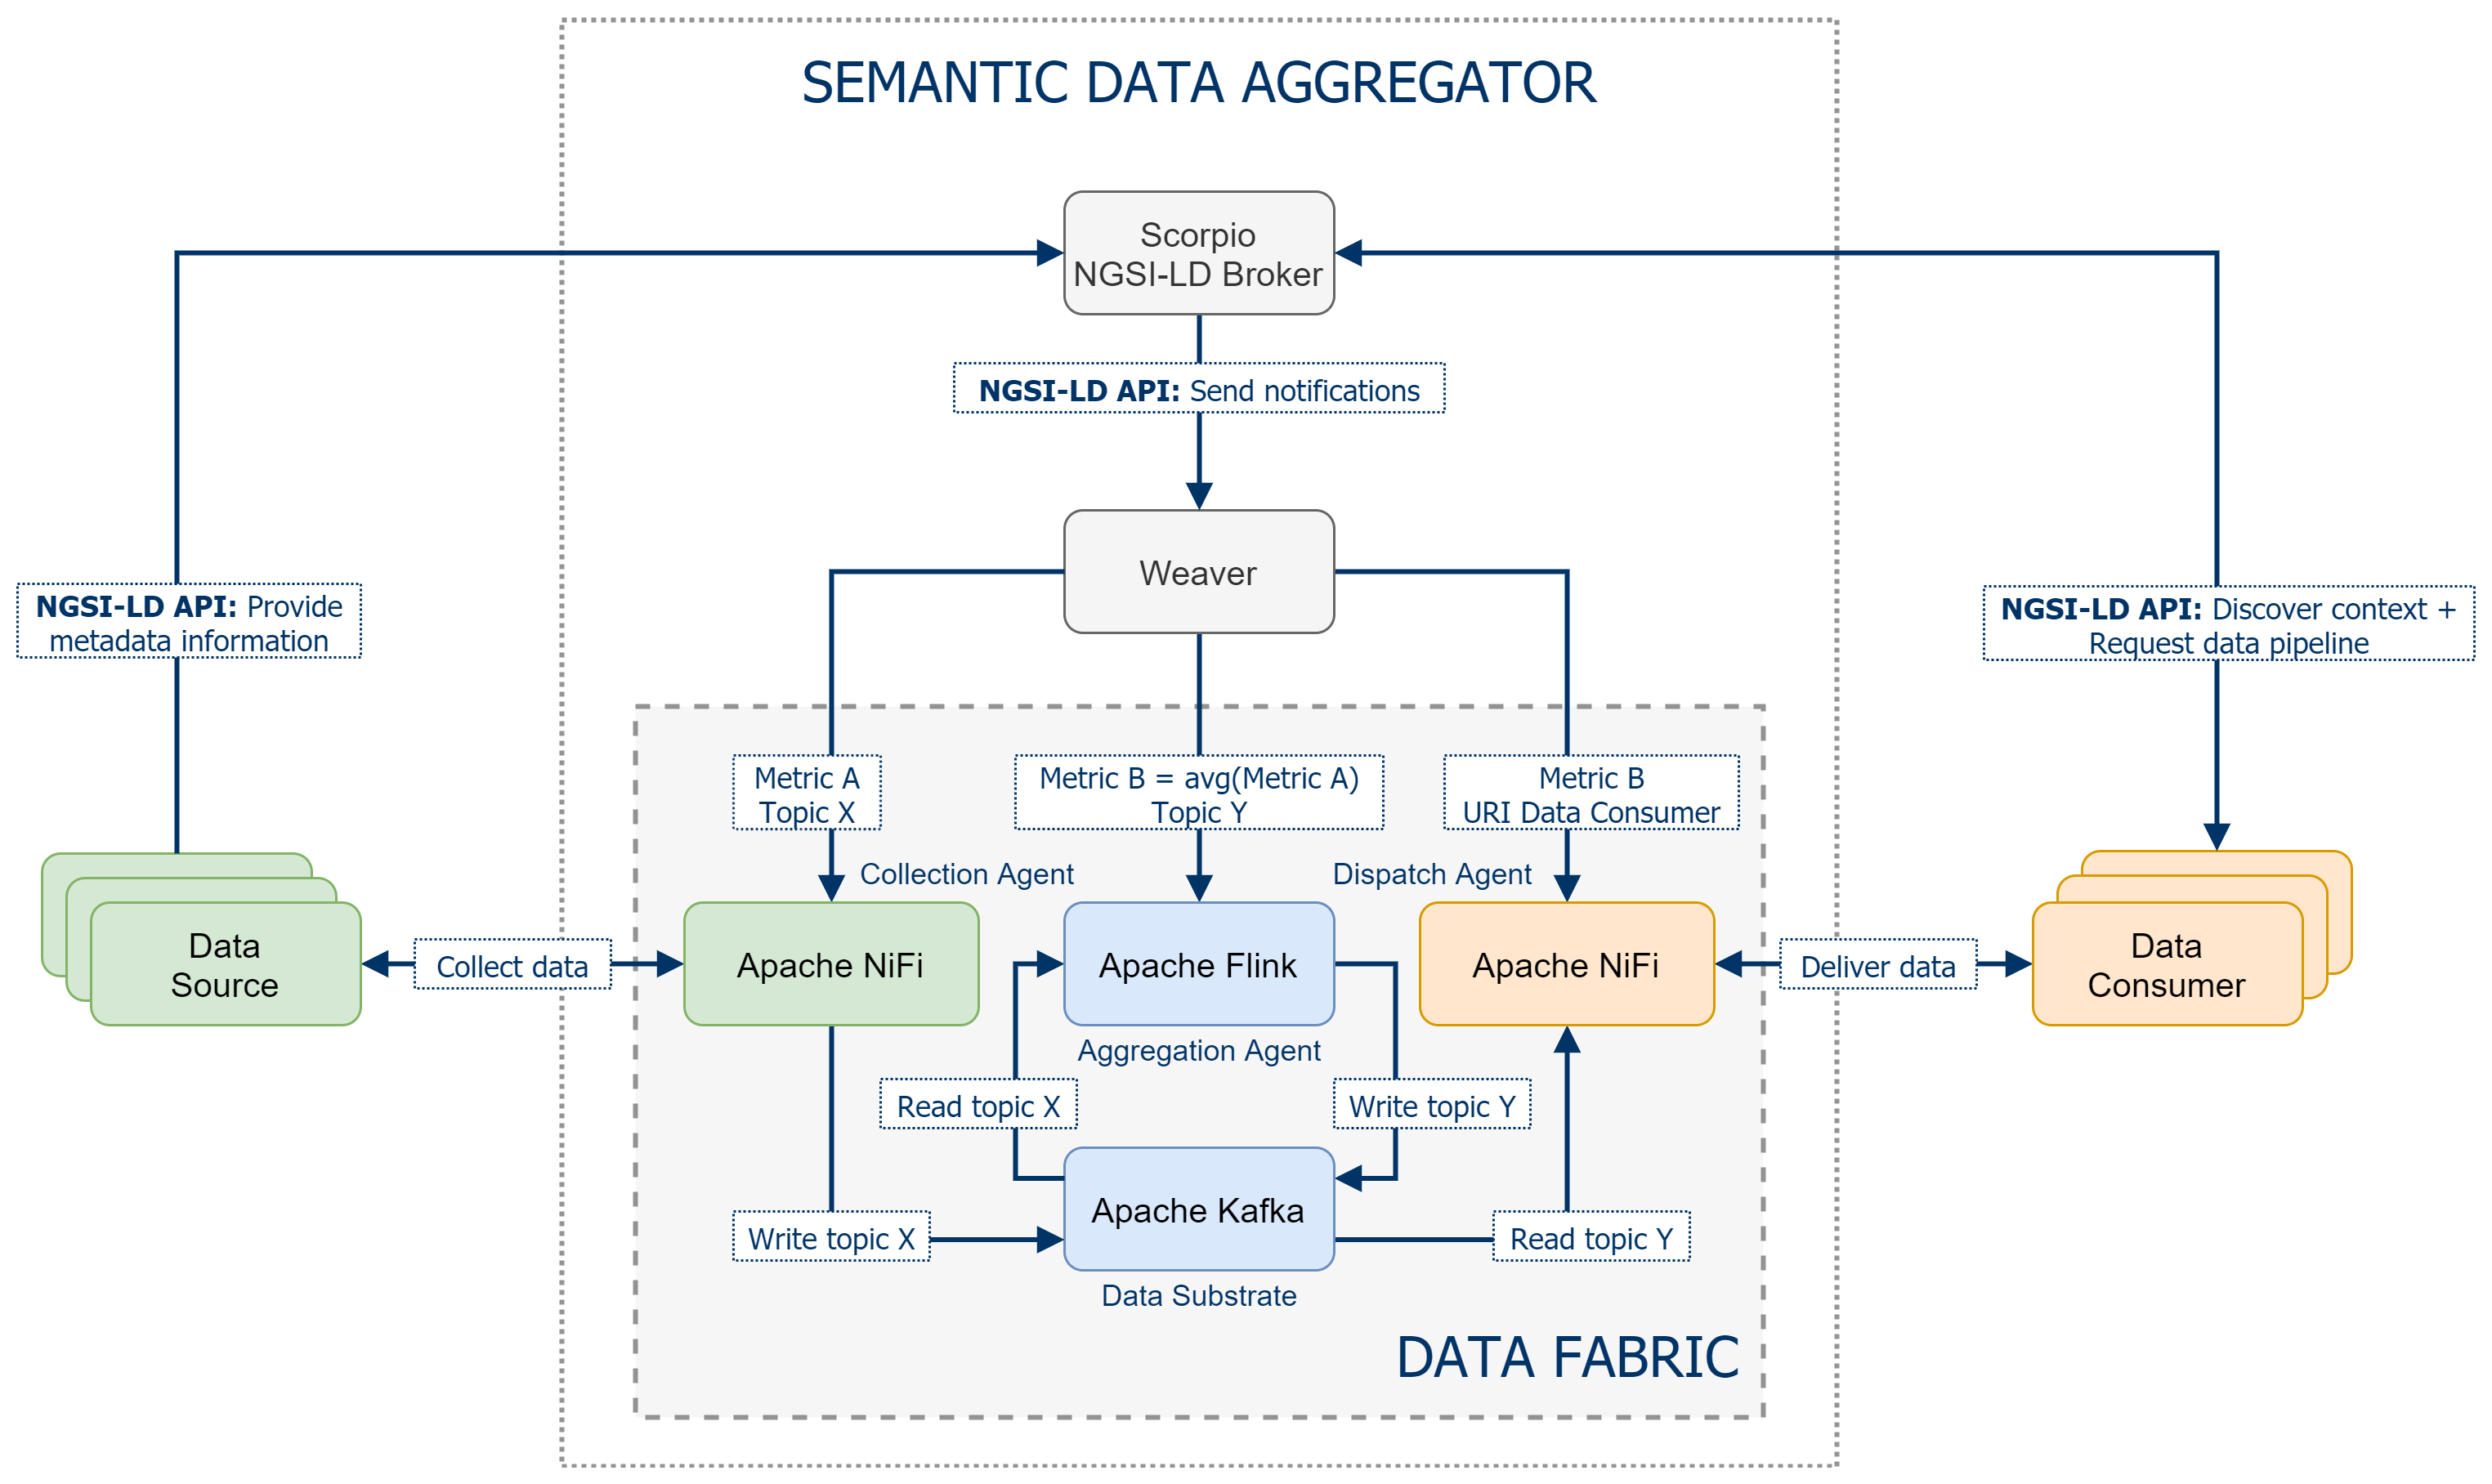 SEMANTIC DATA AGGREGATOR
Scorpio
NGSI-LD Broker
NGSI-LD API: Send notifications
Weaver
NGSI-LD API: Provide
metadata information
NGSI-LD API: Discover context +
Request data pipeline
Metric A
Topic X
Metric B = avg(Metric A)
Topic Y
Metric B
URI Data Consumer
Collection Agent
Dispatch Agent
Data
Source
Collect data
Apache NiFi
Apache Flink
Apache NiFi
Deliver data
Data
Consumer
Aggregation Agent
Read topic X
Write topic Y
Apache Kafka
Write topic X
Read topic Y
Data Substrate
DATA FABRIC